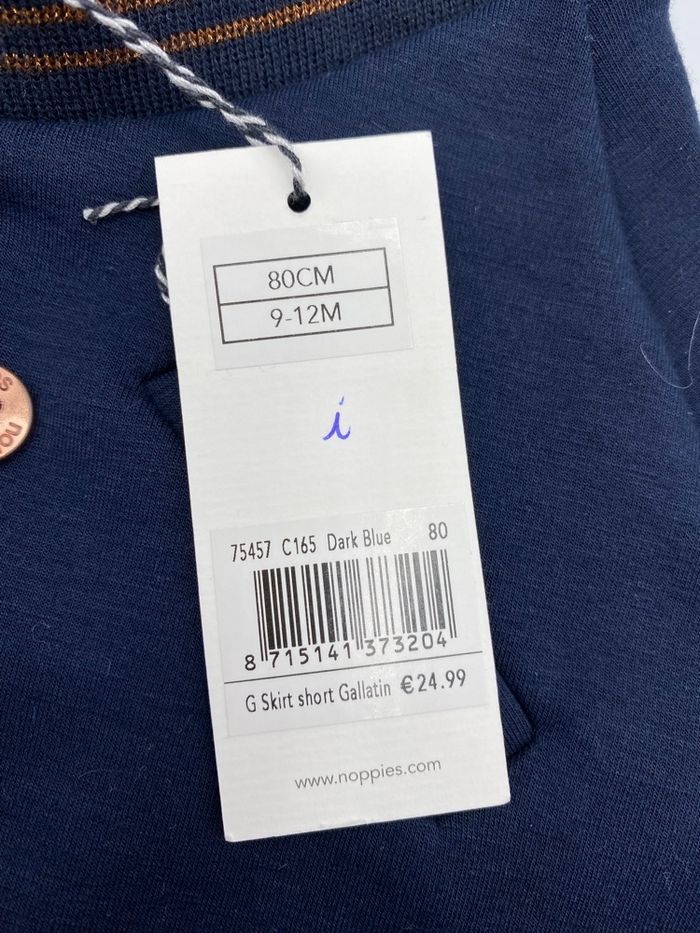 80CM
9-12M
i
75457 C165 Dark Blue 80
8 715141 373204
G Skirt short Gallatin €24.99
www.noppies.com